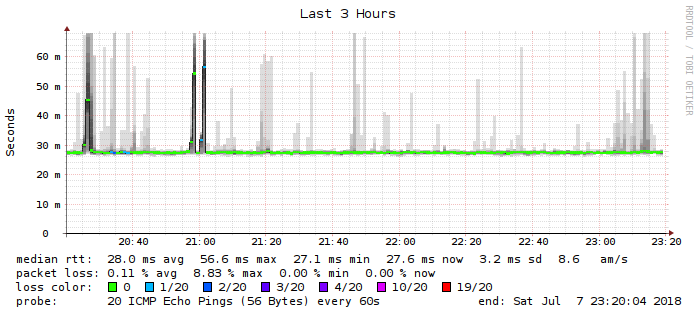 Last 3 Hours
RRDTOOL / TOBI OETIKER
Seconds
60 m
50 m
40 m
30 m
20 m
10 m
0
20:40 21:00 21:20 21:40 22:00 22:20 22:40 23:00 23:20
median rtt: 28.0 ms avg 56.6 ms max 27.1 ms min 27.6 ms now 3.2 ms sd 8.6 am/s
packet loss: 0.11 % avg 8.83 % max 0.00 % min 0.00 % now
loss color: 0 1/20 2/20 3/20 4/20 10/20 19/20
probe: 20 ICMP Echo Pings (56 Bytes) every 60s end: Sat Jul 7 23:20:04 2018